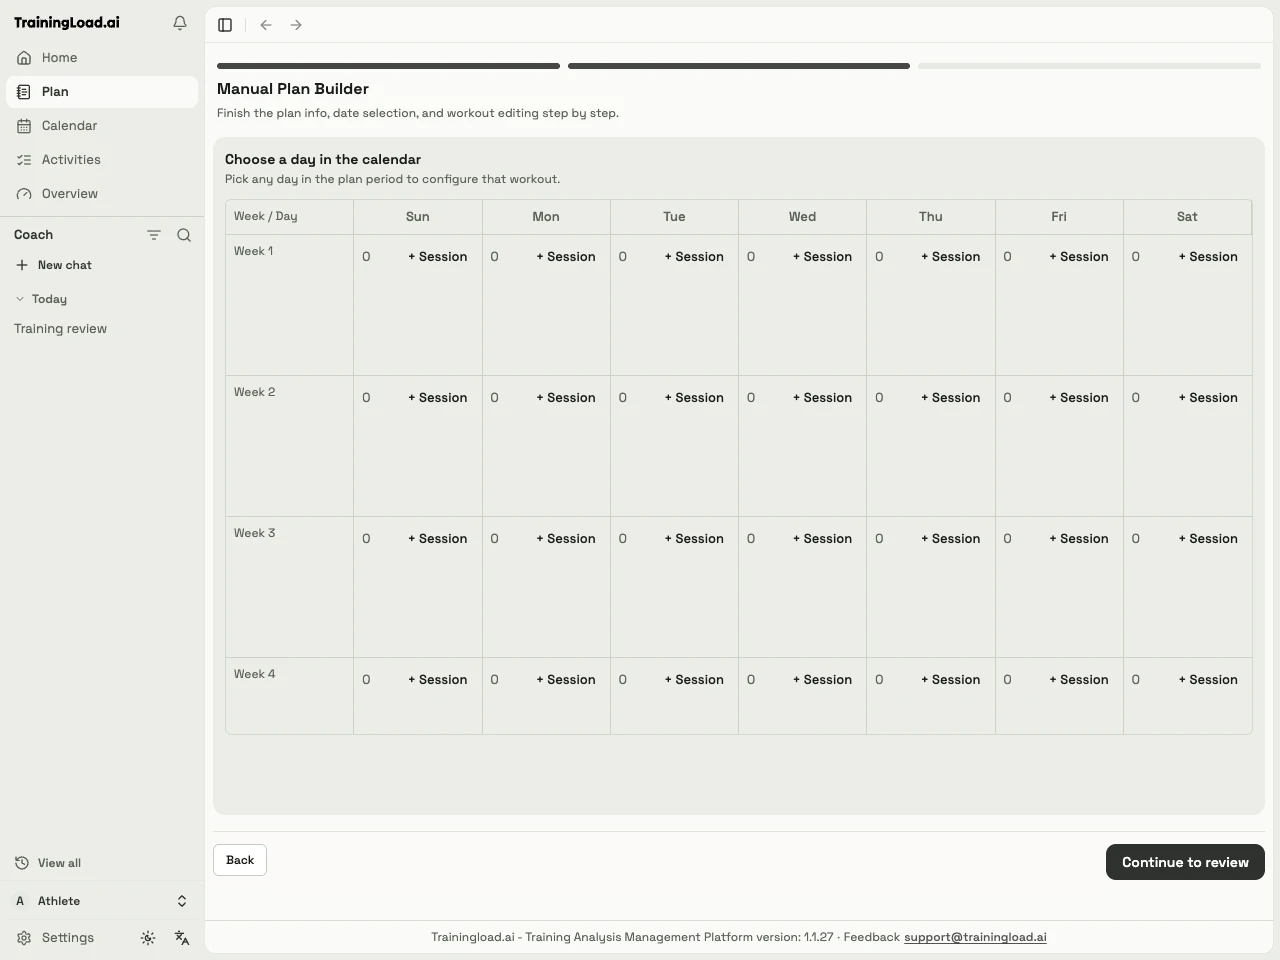 TrainingLoad.ai
Home
Plan
Calendar
Activities
Overview
Coach
New chat
Today
Training review
View all
A Athlete
Settings
Manual Plan Builder
Finish the plan info, date selection, and workout editing step by step.
Choose a day in the calendar
Pick any day in the plan period to configure that workout.
Week / Day Sun Mon Tue Wed Thu Fri Sat
Week 1 0 + Session 0 + Session 0 + Session 0 + Session 0 + Session 0 + Session 0 + Session
Week 2 0 + Session 0 + Session 0 + Session 0 + Session 0 + Session 0 + Session 0 + Session
Week 3 0 + Session 0 + Session 0 + Session 0 + Session 0 + Session 0 + Session 0 + Session
Week 4 0 + Session 0 + Session 0 + Session 0 + Session 0 + Session 0 + Session 0 + Session
Back Continue to review
Trainingload.ai - Training Analysis Management Platform version: 1.1.27 · Feedback support@trainingload.ai